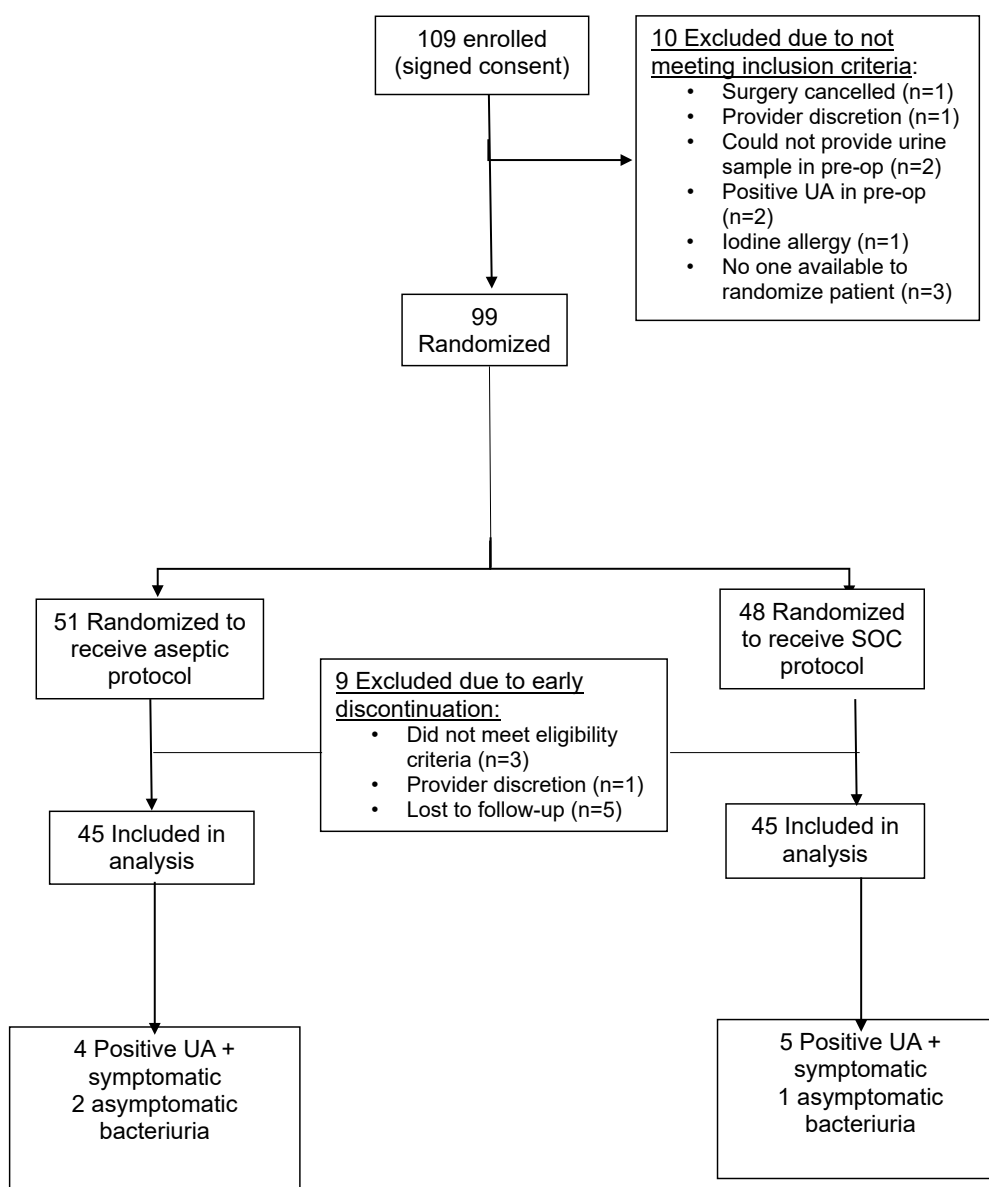 109 enrolled
(signed consent)
10 Excluded due to not
meeting inclusion criteria:
• Surgery cancelled (n=1)
• Provider discretion (n=1)
• Could not provide urine
sample in pre-op (n=2)
• Positive UA in pre-op
(n=2)
• Iodine allergy (n=1)
• No one available to
randomize patient (n=3)
99
Randomized
51 Randomized to
receive aseptic
protocol
48 Randomized
to receive SOC
protocol
9 Excluded due to early
discontinuation:
• Did not meet eligibility
criteria (n=3)
• Provider discretion (n=1)
• Lost to follow-up (n=5)
45 Included in
analysis
45 Included in
analysis
4 Positive UA +
symptomatic
2 asymptomatic
bacteriuria
5 Positive UA +
symptomatic
1 asymptomatic
bacteriuria